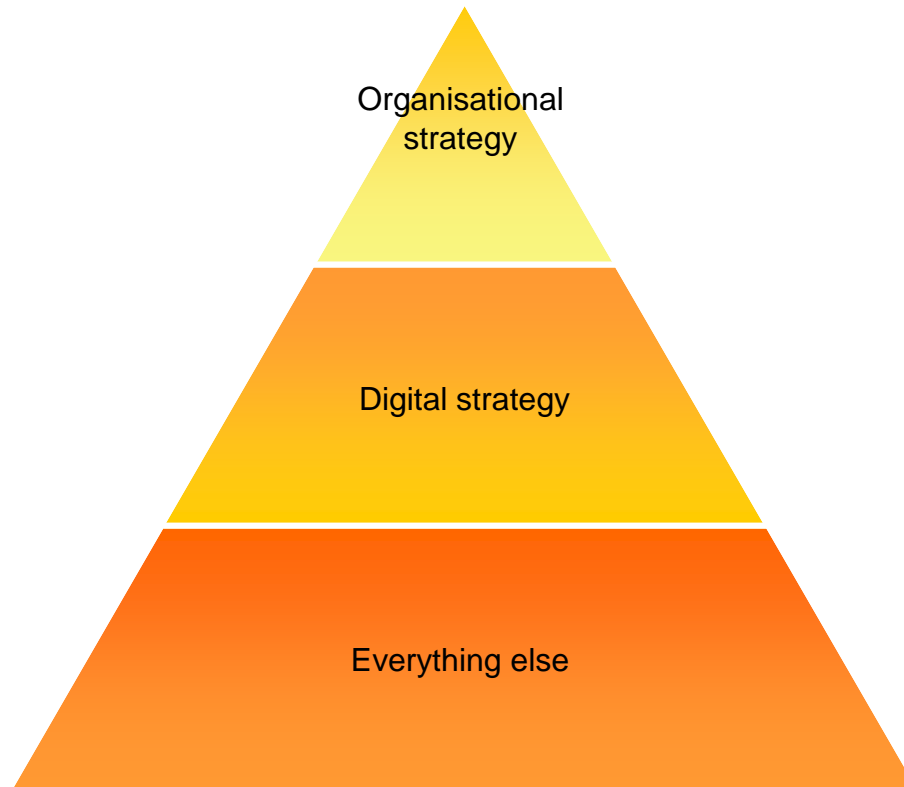 Organisational
strategy
Digital strategy
Everything else